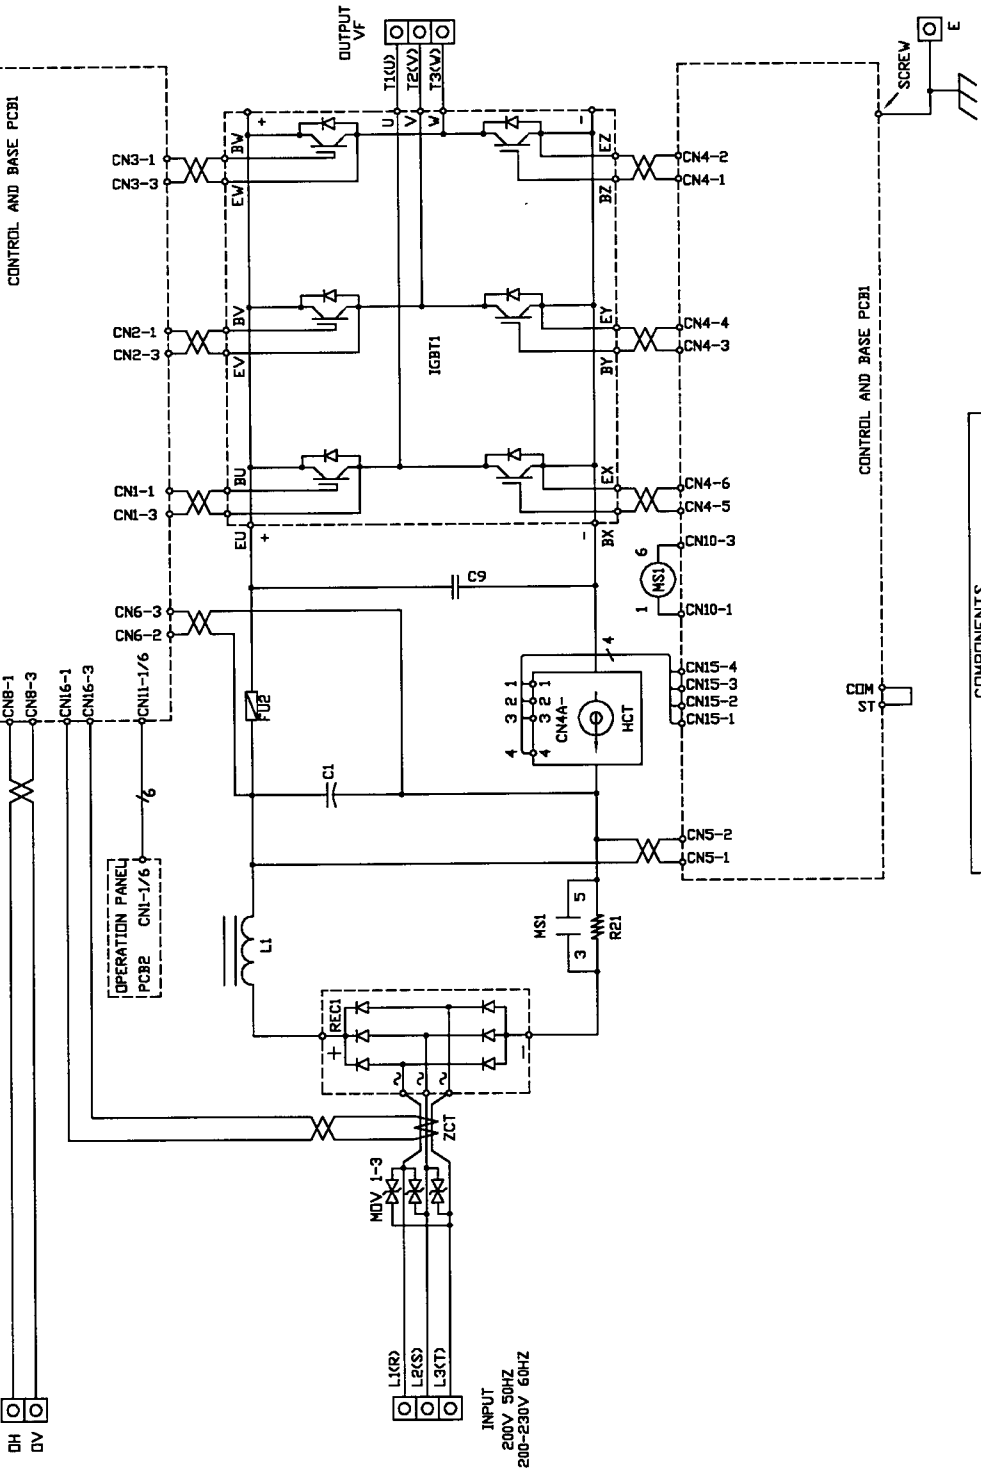 OUTPUT
VF
T1(U)
T2(V)
T3(W)
SCREW
E
CONTROL AND BASE PCB1
CN3-1
CN3-3
BW
EW
+
U
V
W
-
EZ
BZ
CN4-2
CN4-1
CN2-1
CN2-3
BV
EV
IGBT1
EY
BY
CN4-4
CN4-3
CONTROL AND BASE PCB1
CN1-1
CN1-3
BU
EU
+
-
EX
BX
CN4-6
CN4-5
CN10-3
6
MS1
1
CN10-1
C9
CN6-3
CN6-2
CN8-1
CN8-3
CN16-1
CN16-3
CN11-1/6
FU2
4
1
2
3
4
1
2
3
4
CN4A-
HCT
CN15-4
CN15-3
CN15-2
CN15-1
COM
ST
6
C1
CN5-2
CN5-1
OPERATION PANEL
PCB2 CN1-1/6
L1
MS1
5
3
R21
REC1
+
-
~
~
~
ZCT
MOV 1-3
L1(R)
L2(S)
L3(T)
INPUT
200V 50HZ
200-230V 60HZ
OH
OV
COMPONENTS